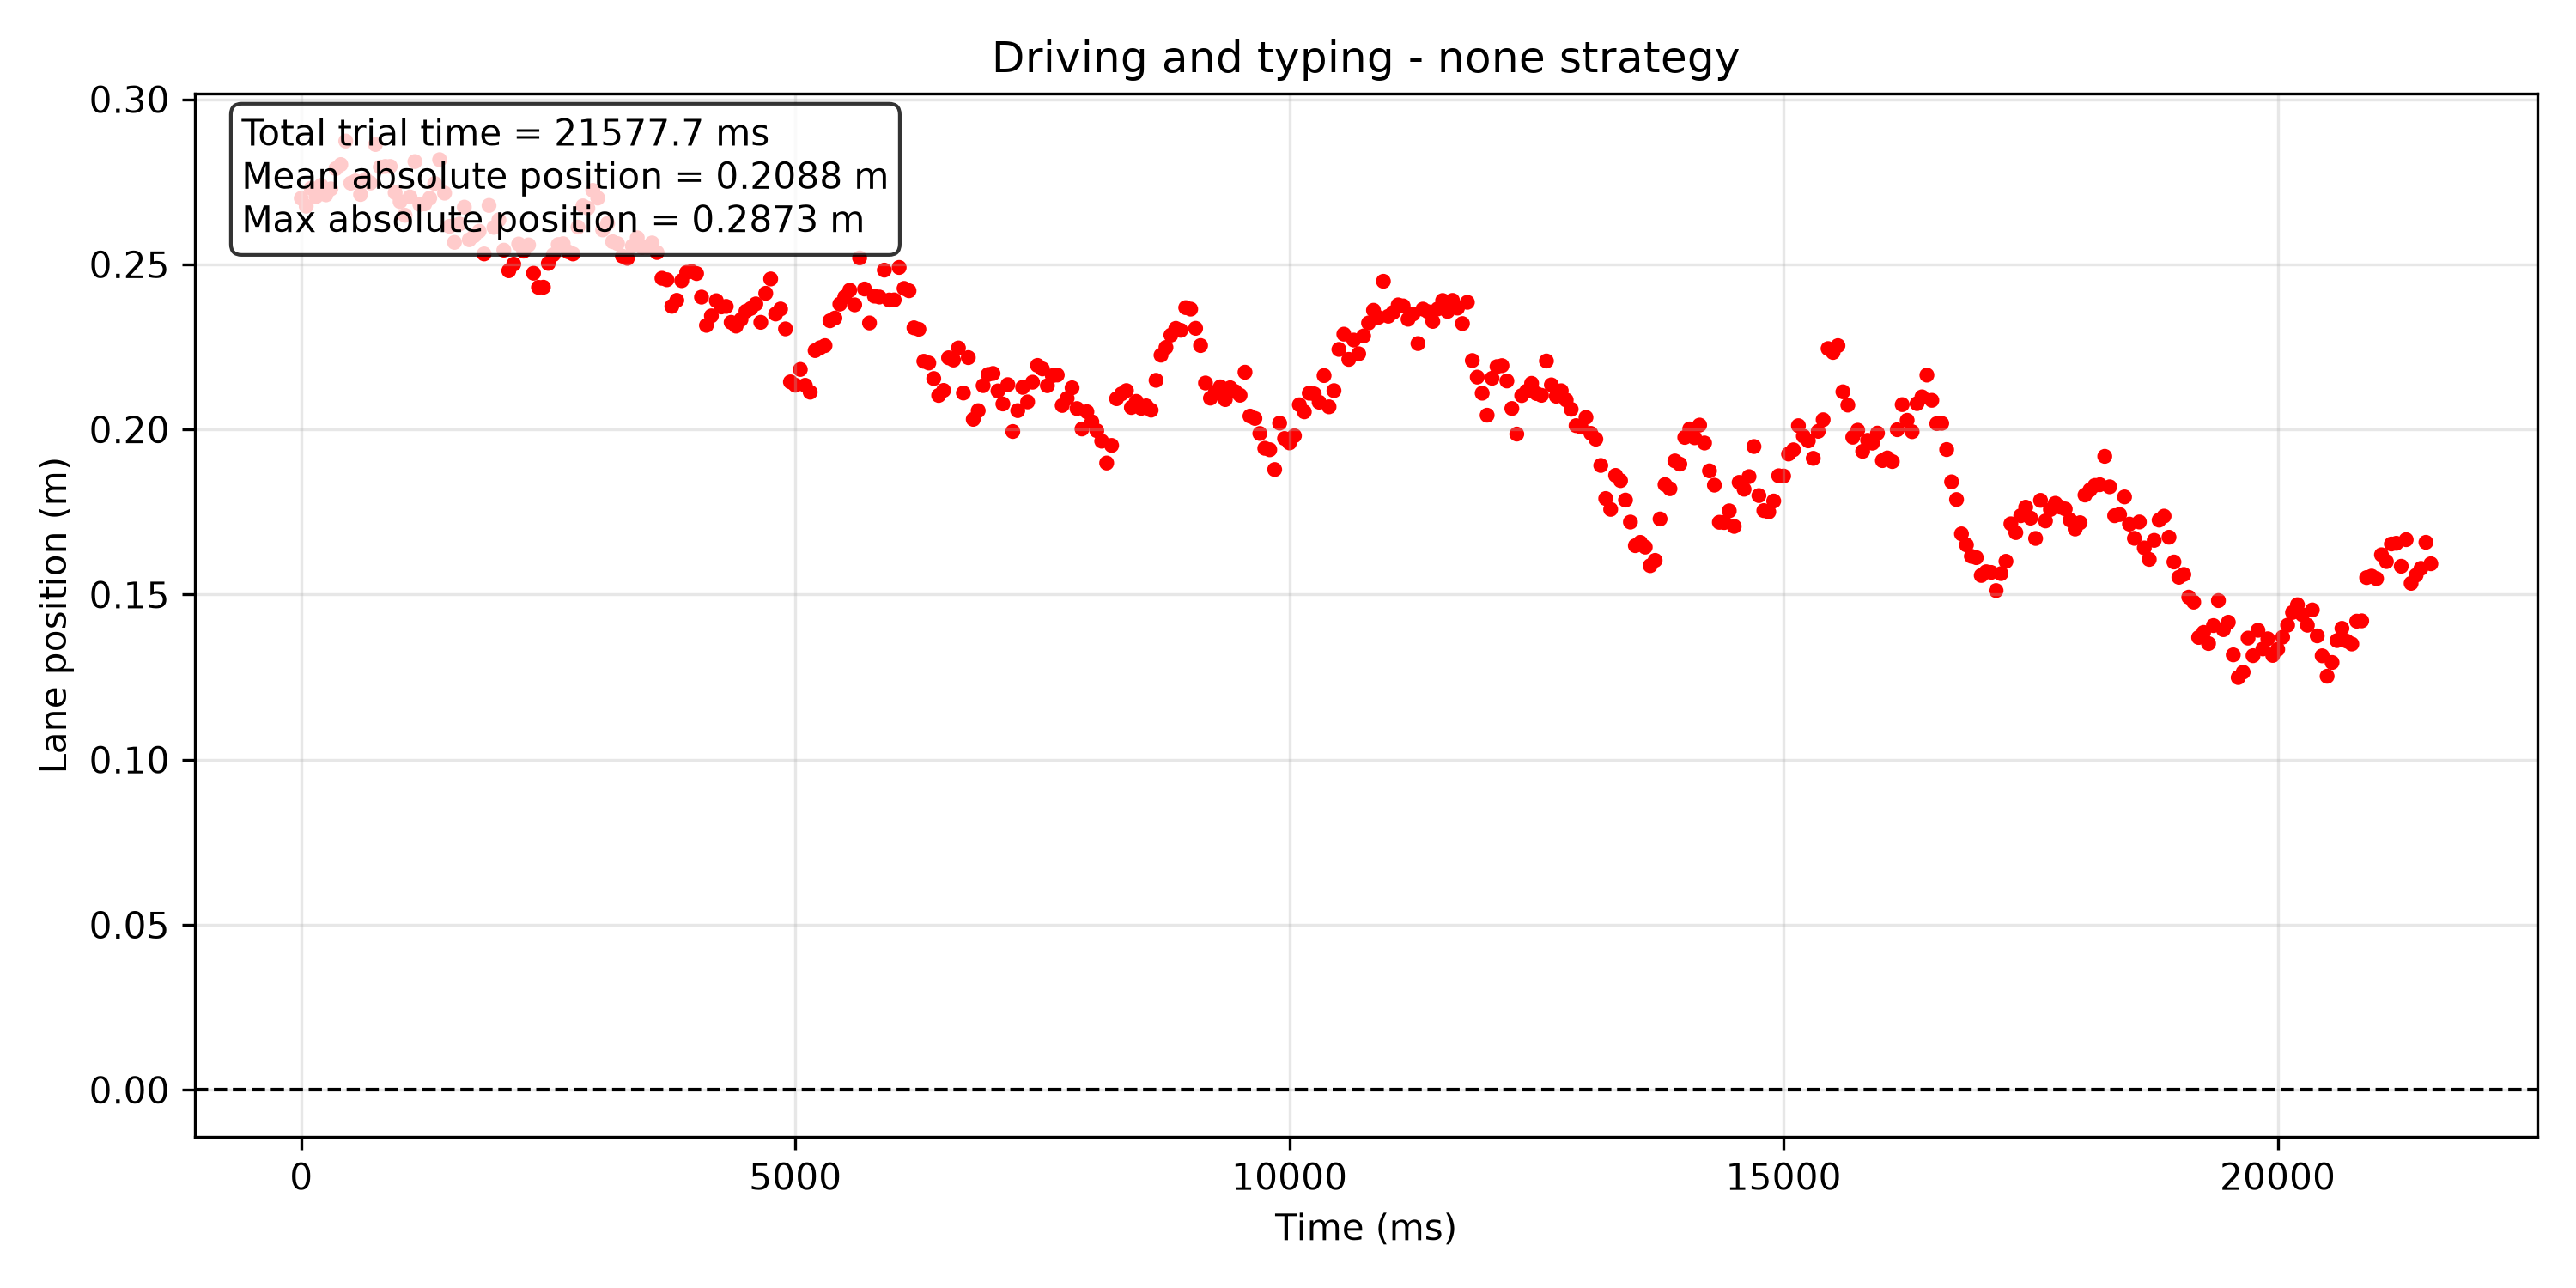 Driving and typing - none strategy
Total trial time = 21577.7 ms
Mean absolute position = 0.2088 m
Max absolute position = 0.2873 m
Lane position (m)
0.30
0.25
0.20
0.15
0.10
0.05
0.00
0 5000 10000 15000 20000
Time (ms)